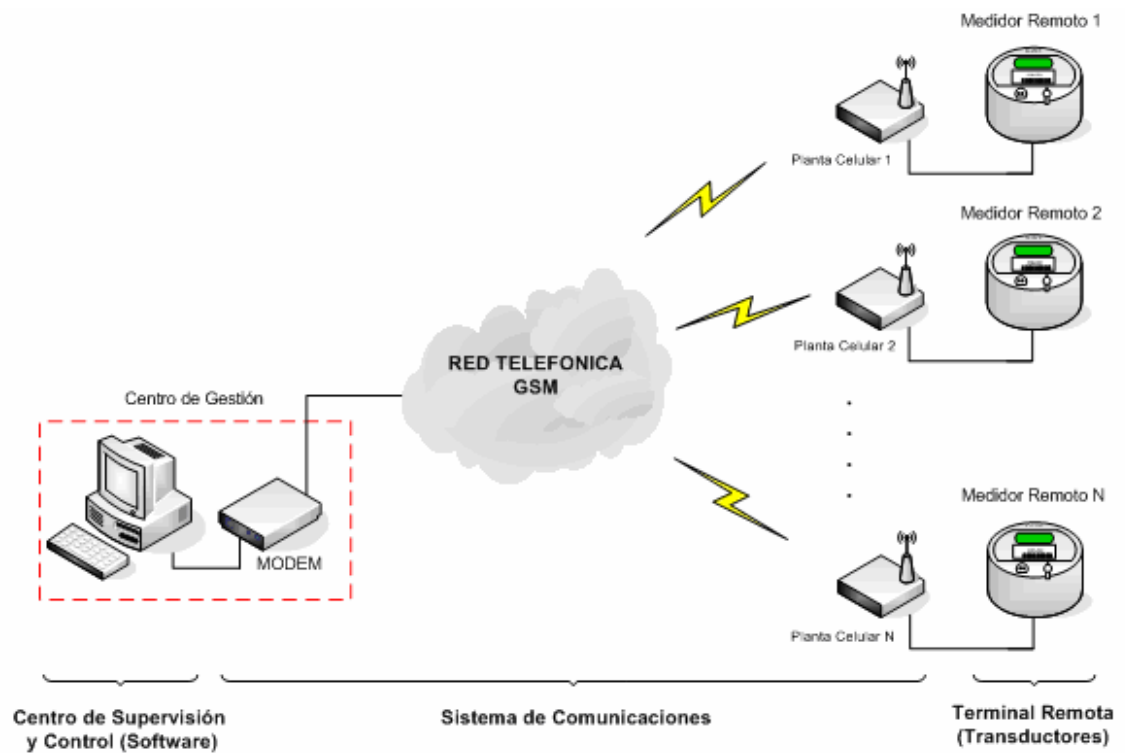 Medidor Remoto 1
Planta Celular 1
Medidor Remoto 2
Planta Celular 2
RED TELEFONICA
GSM
Centro de Gestión
MODEM
Medidor Remoto N
Planta Celular N
Centro de Supervisión
y Control (Software)
Sistema de Comunicaciones
Terminal Remota
(Transductores)